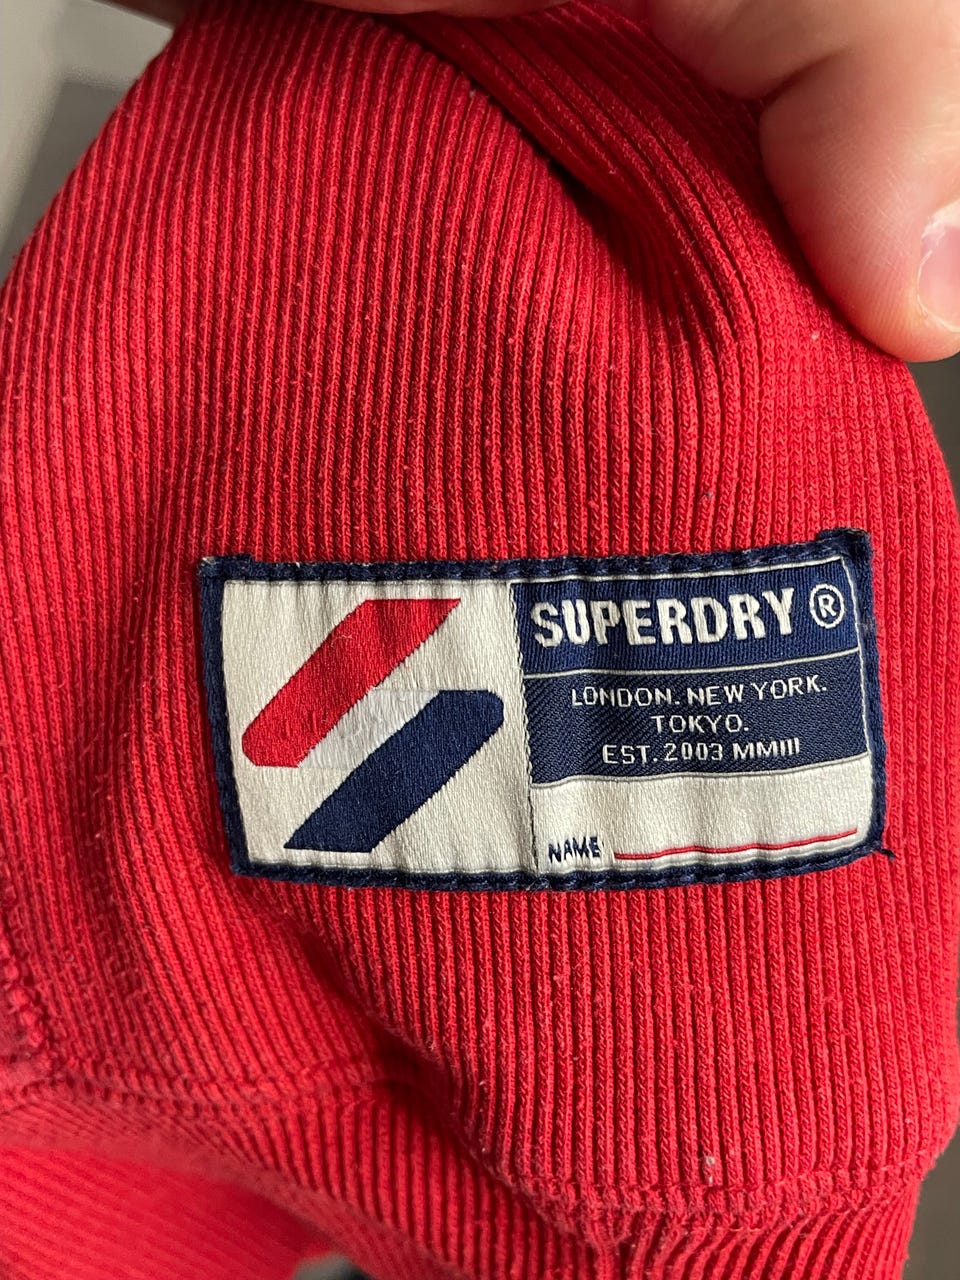 SUPERDRY®
LONDON. NEW YORK.
TOKYO.
EST. 2003 MMIII
NAME